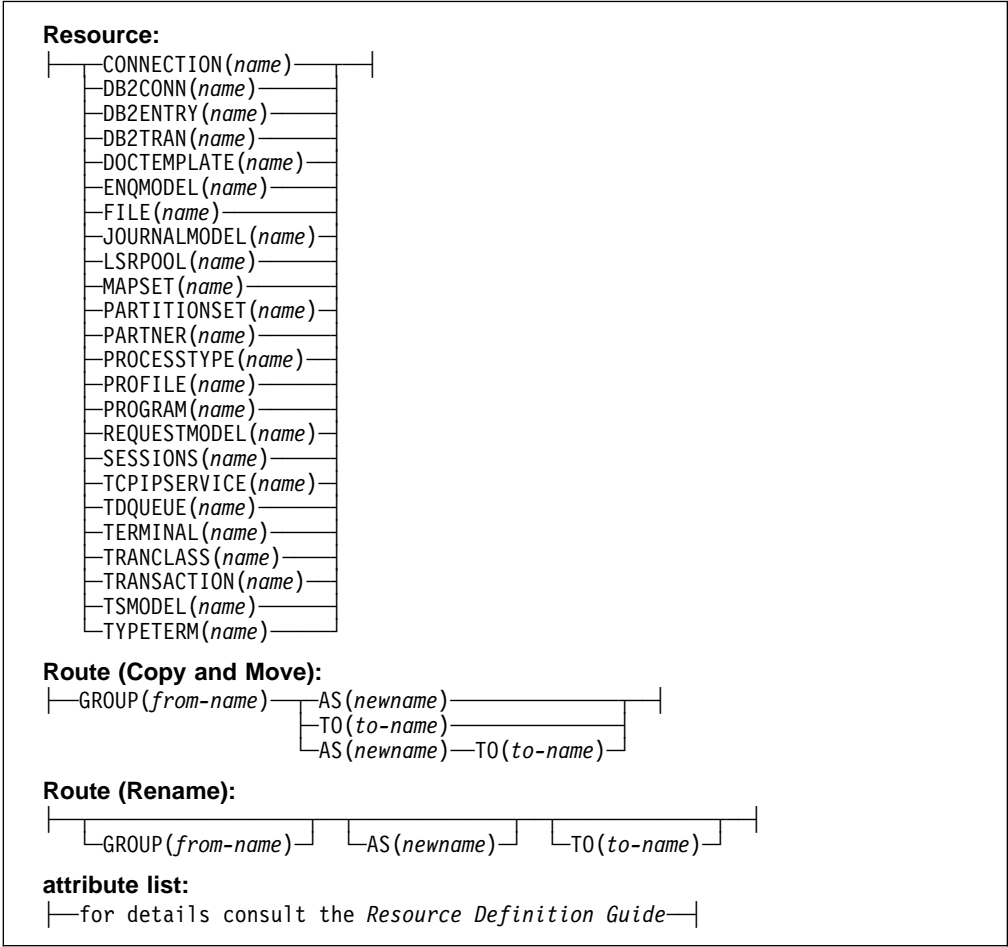 Resource:
CONNECTION(name)
DB2CONN(name)
DB2ENTRY(name)
DB2TRAN(name)
DOCTEMPLATE(name)
ENQMODEL(name)
FILE(name)
JOURNALMODEL(name)
LSRPOOL(name)
MAPSET(name)
PARTITIONSET(name)
PARTNER(name)
PROCESSTYPE(name)
PROFILE(name)
PROGRAM(name)
REQUESTMODEL(name)
SESSIONS(name)
TCPIPSERVICE(name)
TDQUEUE(name)
TERMINAL(name)
TRANCLASS(name)
TRANSACTION(name)
TSMODEL(name)
TYPETERM(name)
Route (Copy and Move):
GROUP(from-name) AS(newname)
TO(to-name)
AS(newname) TO(to-name)
Route (Rename):
GROUP(from-name) AS(newname) TO(to-name)
attribute list:
for details consult the Resource Definition Guide